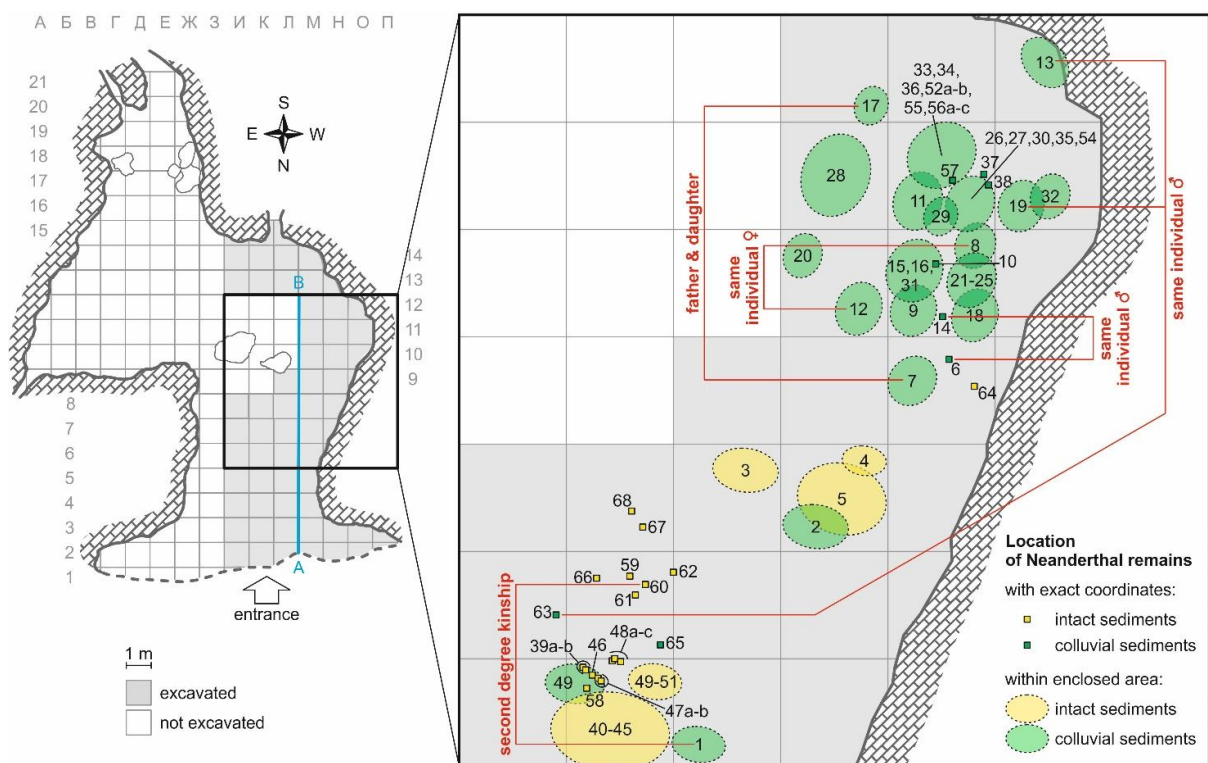 А Б В Г Д Е Ж З И К Л М Н О П
21
20
19
18
17
16
15
8
7
6
5
4
3
2
1
14
13
12
11
10
9
S
E W
N
B
A
entrance
1 m
excavated
not excavated
13
33,34,
36,52a-b,
55,56a-c
17
26,27,30,35,54
37
57
38
28
11
29
19
32
8
20
15,16,
31
10
21-25
12
9
14
18
6
7
64
father & daughter
same
individual ♀
same
individual ♂
same individual ♂
3
4
5
2
68
67
59
62
66
60
61
63
48a-c
39a-b
46
65
49
49-51
58
47a-b
40-45
1
second degree kinship
Location
of Neanderthal remains
with exact coordinates:
intact sediments
colluvial sediments
within enclosed area:
intact sediments
colluvial sediments